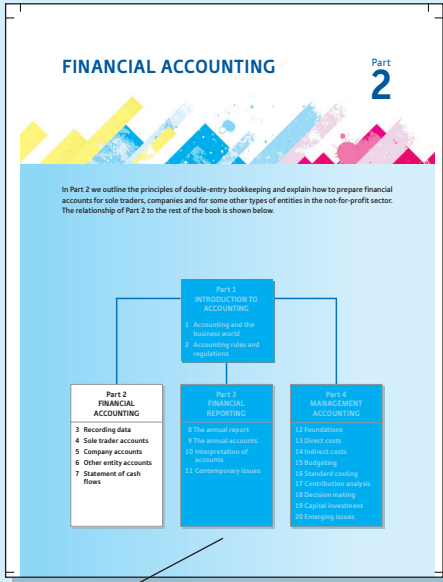 FINANCIAL ACCOUNTING
Part
2
In Part 2 we outline the principles of double-entry bookkeeping and explain how to prepare financial
accounts for sole traders, companies and for some other types of entities in the not-for-profit sector.
The relationship of Part 2 to the rest of the book is shown below.
Part 1
INTRODUCTION TO
ACCOUNTING
1 Accounting and the
business world
2 Accounting rules and
regulations
Part 2
FINANCIAL
ACCOUNTING
3 Recording data
4 Sole trader accounts
5 Company accounts
6 Other entity accounts
7 Statement of cash
flows
Part 3
FINANCIAL
REPORTING
8 The annual report
9 The annual accounts
10 Interpretation of
accounts
11 Contemporary issues
Part 4
MANAGEMENT
ACCOUNTING
12 Foundations
13 Direct costs
14 Indirect costs
15 Budgeting
16 Standard costing
17 Contribution analysis
18 Decision making
19 Capital investment
20 Emerging issues